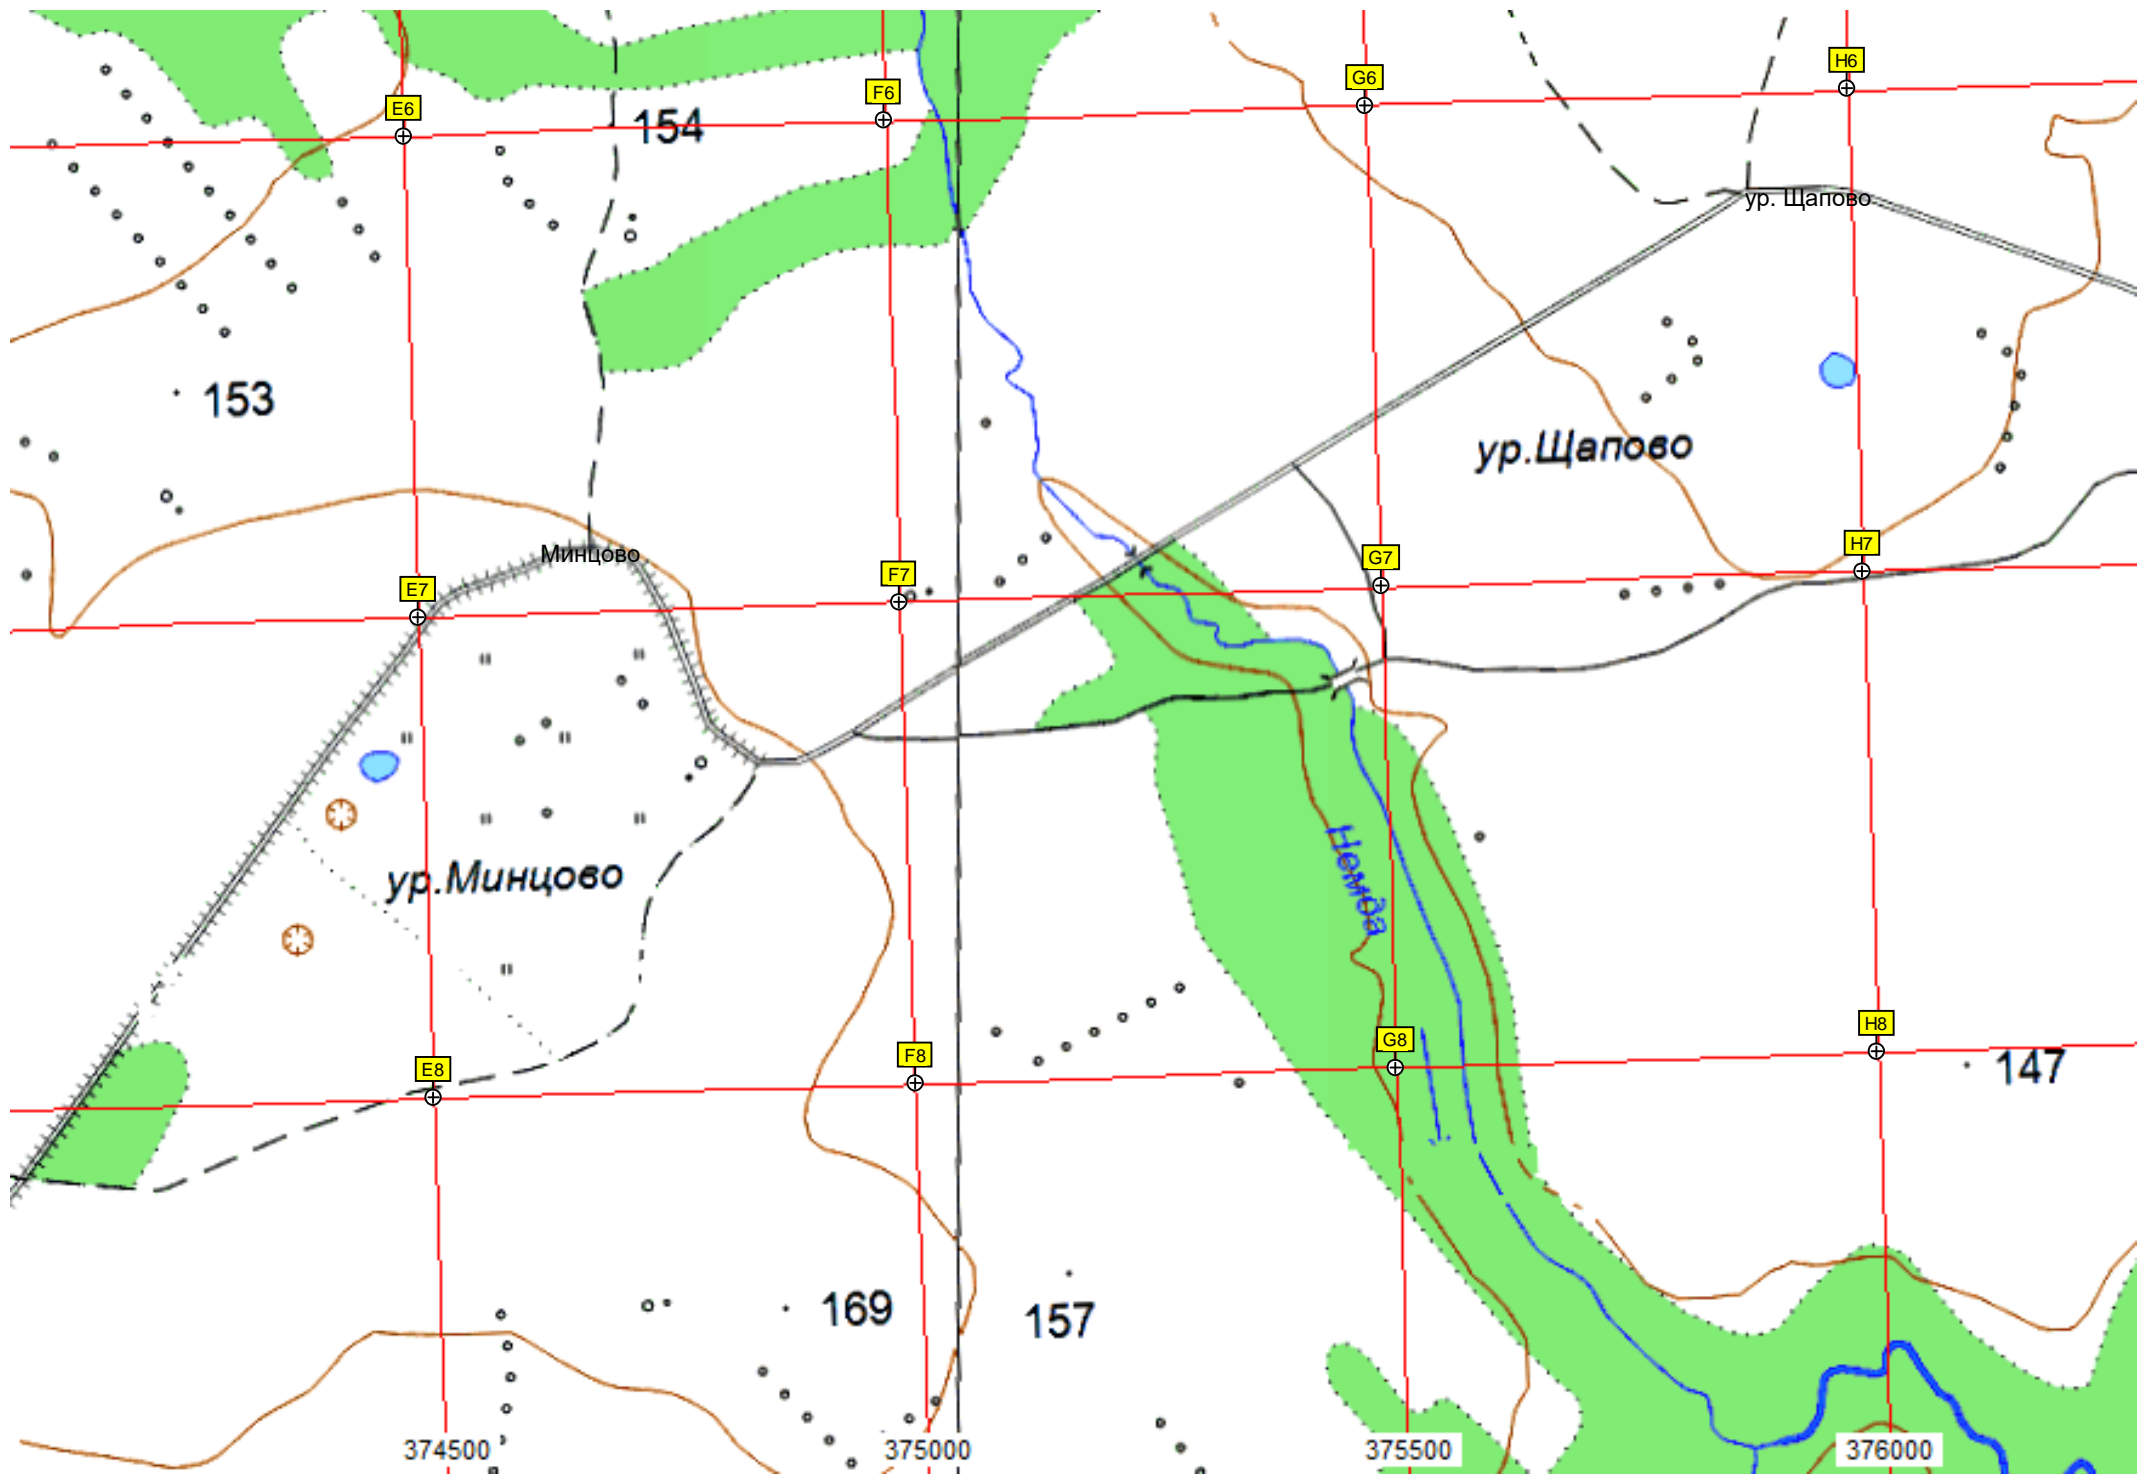 H6
G6
F6
E6
154
ур. Щапово
153
ур.Щапово
H7
Минцово
G7
F7
E7
ур.Минцово
Немда
H8
G8
F8
E8
147
169
157
374500
375000
375500
376000